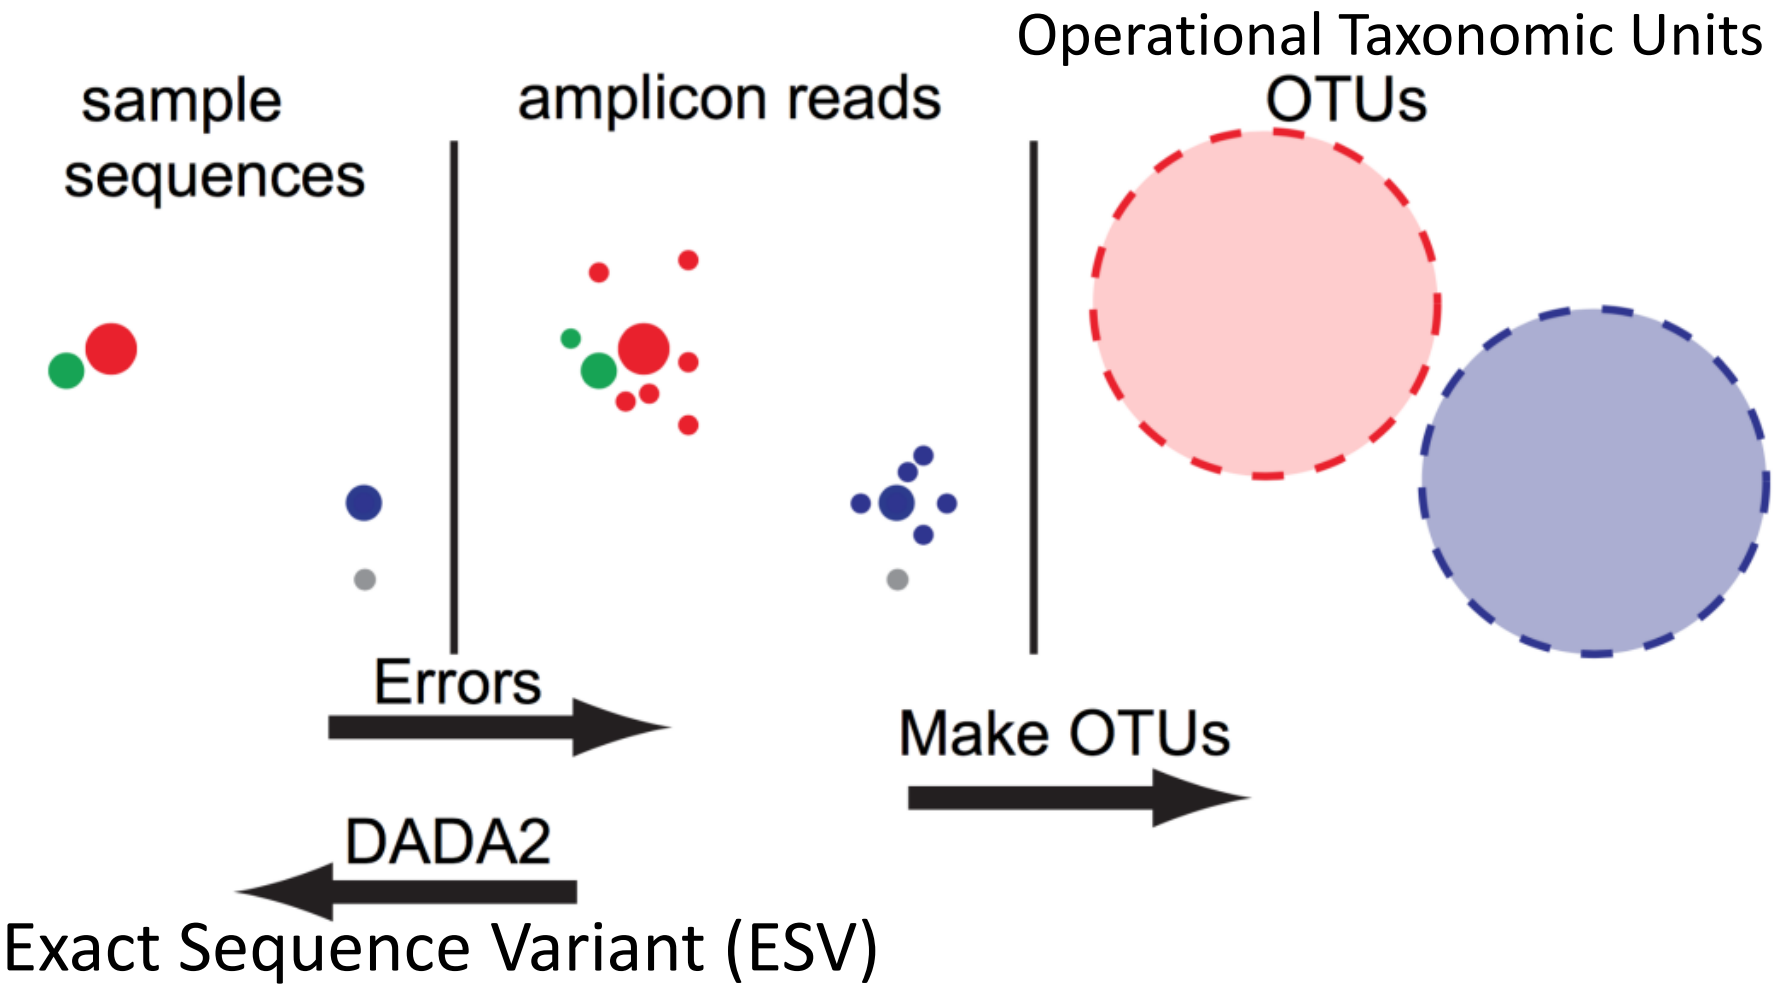 Operational Taxonomic Units
sample
sequences
amplicon reads
OTUs
Errors
Make OTUs
DADA2
Exact Sequence Variant (ESV)